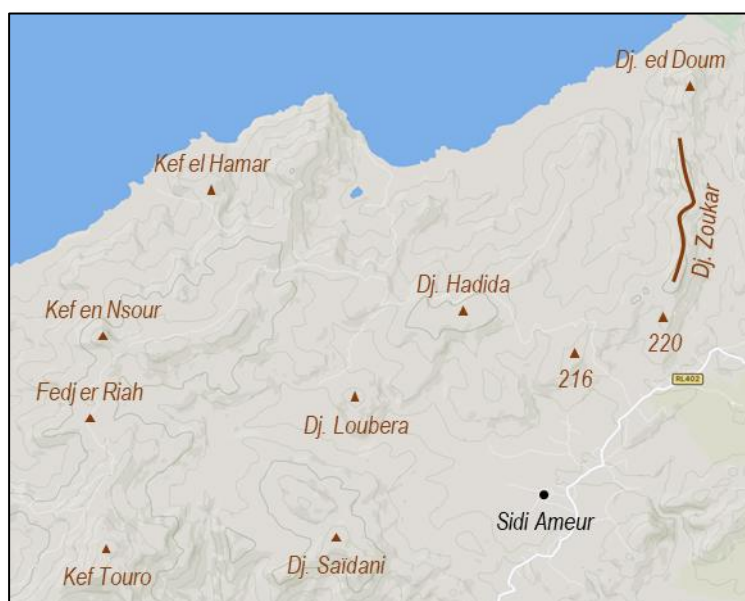 Dj. ed Doum
Kef el Hamar
Dj. Zoukar
Dj. Hadida
Kef en Nsour
220
216
RL402
Fedj er Riah
Dj. Loubera
Sidi Ameur
Kef Touro
Dj. Saïdani